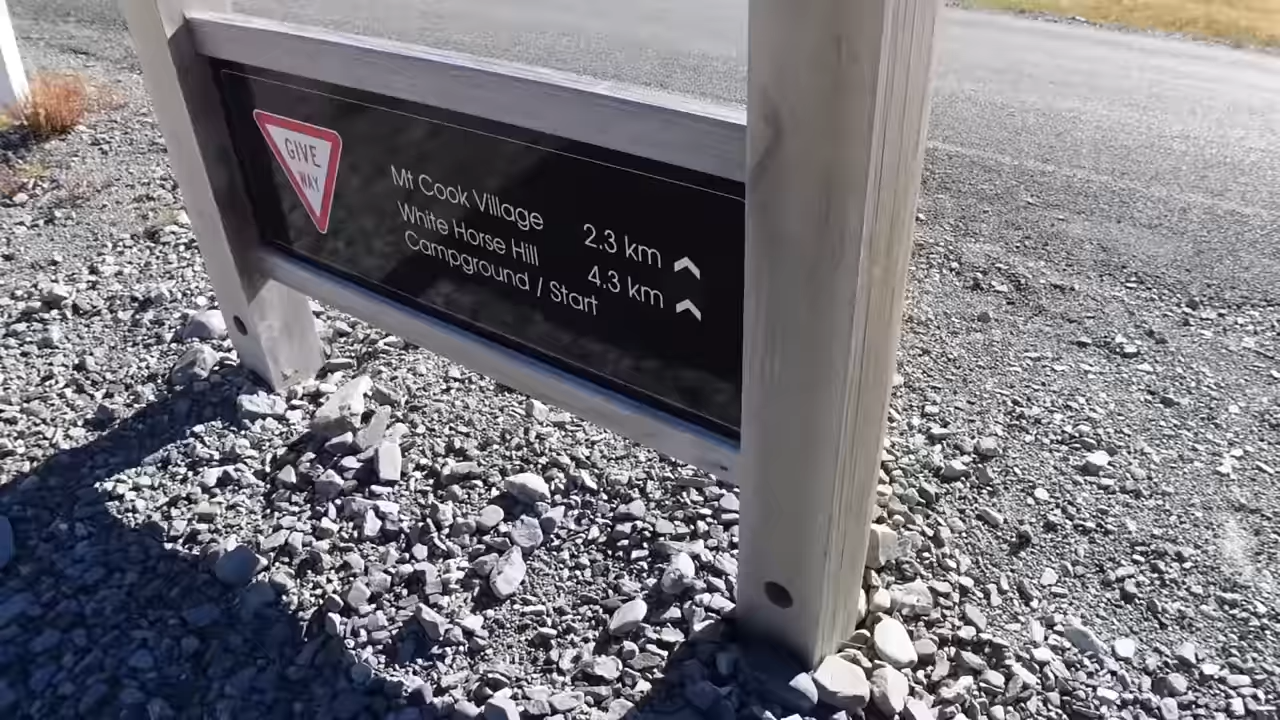 GIVE
WAY
Mt Cook Village 2.3 km
White Horse Hill 4.3 km
Campground / Start